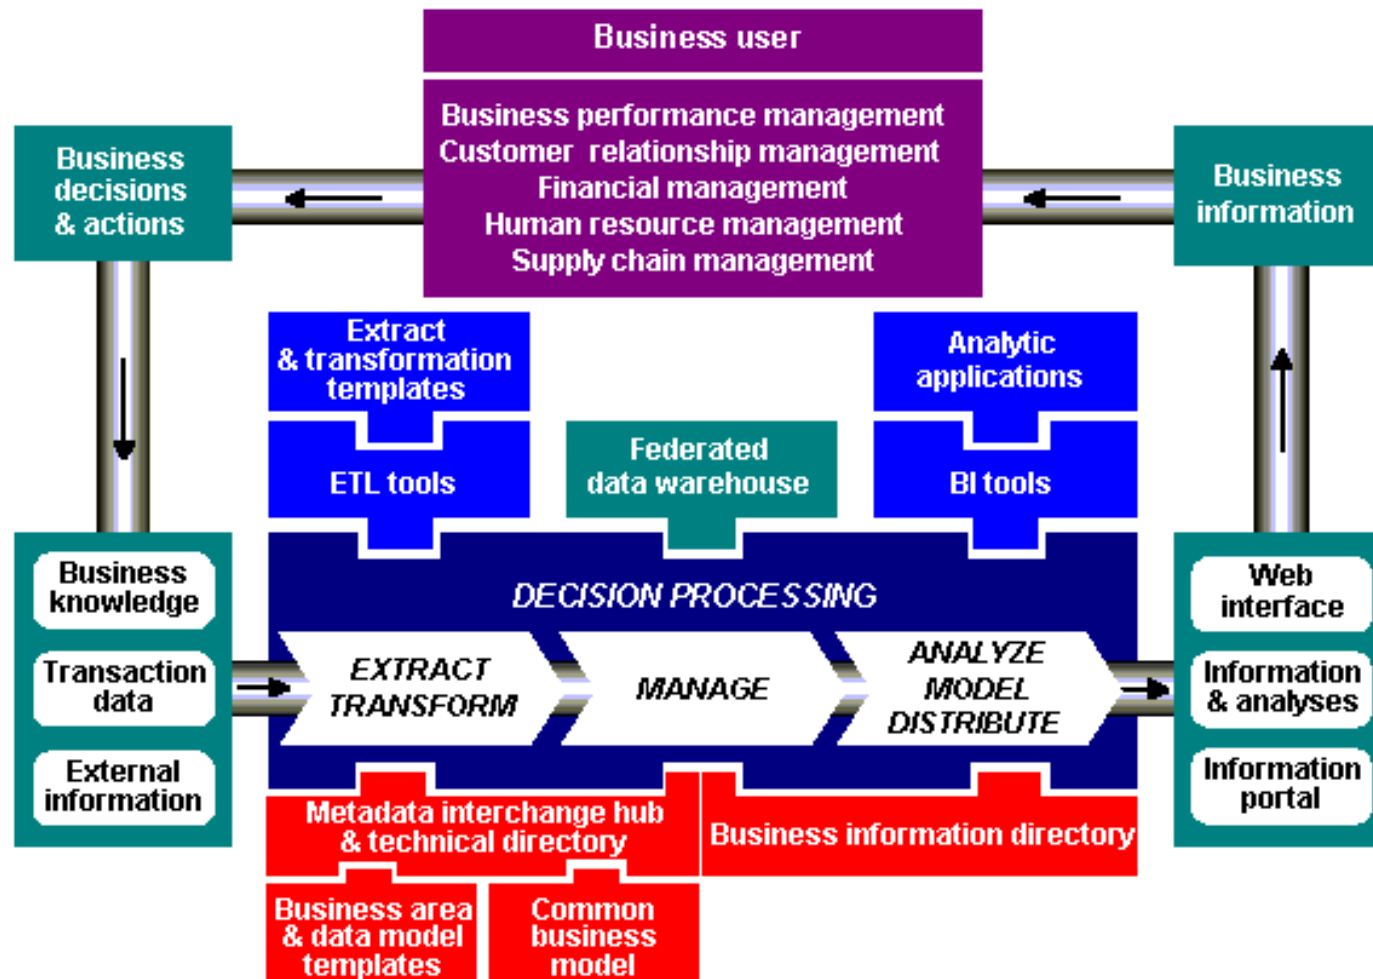 Business user
Business performance management
Customer relationship management
Financial management
Human resource management
Supply chain management
Business
decisions
& actions
Business
information
Extract
& transformation
templates
Analytic
applications
ETL tools
Federated
data warehouse
BI tools
Business
knowledge
Transaction
data
External
information
DECISION PROCESSING
EXTRACT
TRANSFORM
MANAGE
ANALYZE
MODEL
DISTRIBUTE
Web
interface
Information
& analyses
Information
portal
Metadata interchange hub
& technical directory
Business information directory
Business area
& data model
templates
Common
business
model